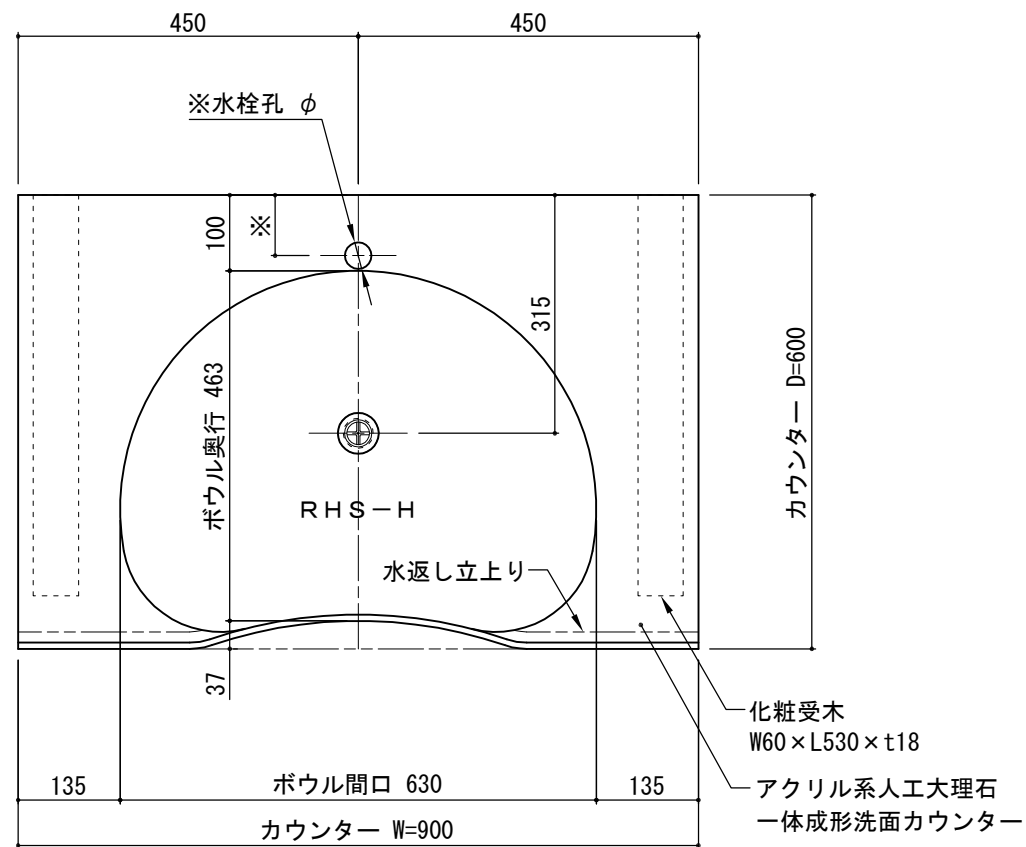 450
450
※水栓孔 φ
100
※
315
ボウル奥行 463
カウンター D=600
RHS-H
水返し立上り
37
化粧受木
W60×L530×t18
135
ボウル間口 630
135
アクリル系人工大理石
一体成形洗面カウンター
カウンター W=900